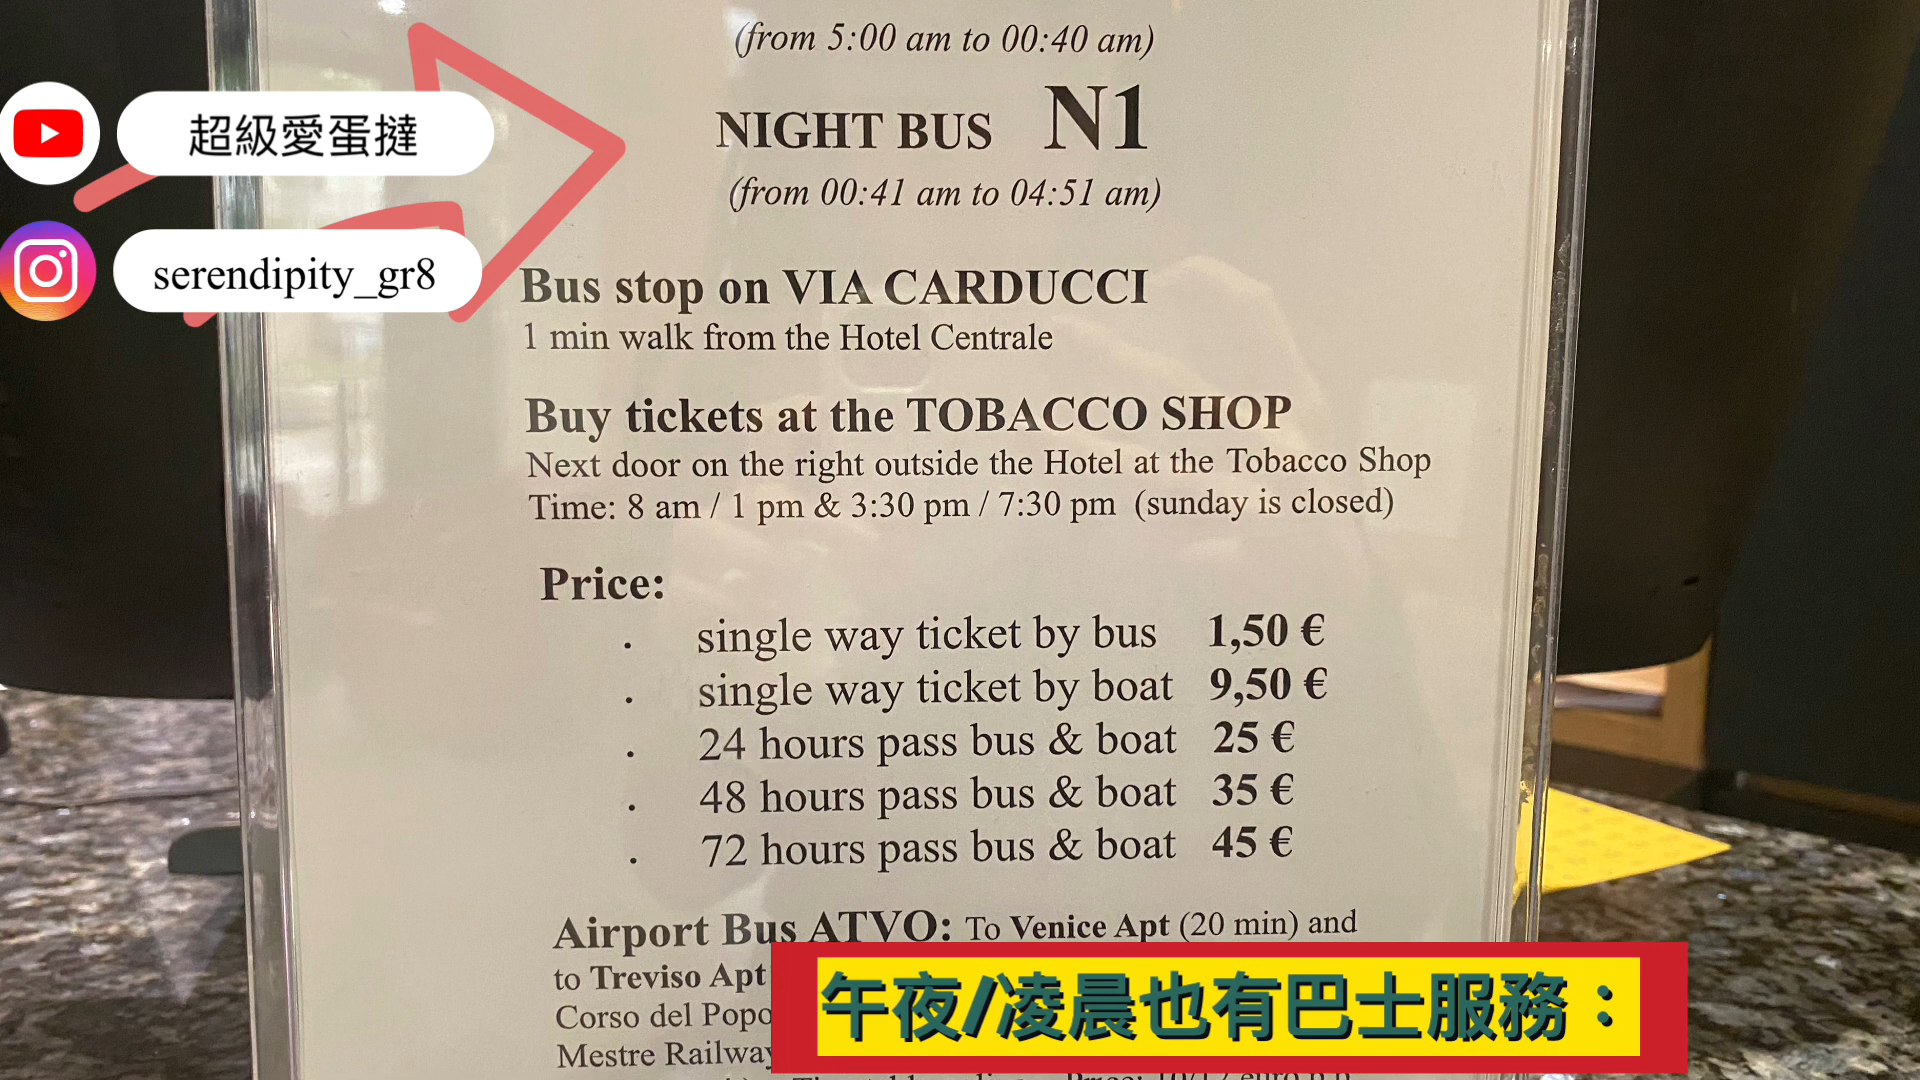 (from 5:00 am to 00:40 am)
NIGHT BUS N1
(from 00:41 am to 04:51 am)
超級愛蛋撻
serendipity_gr8
Bus stop on VIA CARDUCCI
1 min walk from the Hotel Centrale
Buy tickets at the TOBACCO SHOP
Next door on the right outside the Hotel at the Tobacco Shop
Time: 8 am / 1 pm & 3:30 pm / 7:30 pm (sunday is closed)
Price:
. single way ticket by bus 1,50 €
. single way ticket by boat 9,50 €
. 24 hours pass bus & boat 25 €
. 48 hours pass bus & boat 35 €
. 72 hours pass bus & boat 45 €
Airport Bus ATVO: To Venice Apt (20 min) and
to Treviso Apt
Corso del Popo
Mestre Railway
午夜/凌晨也有巴士服務：